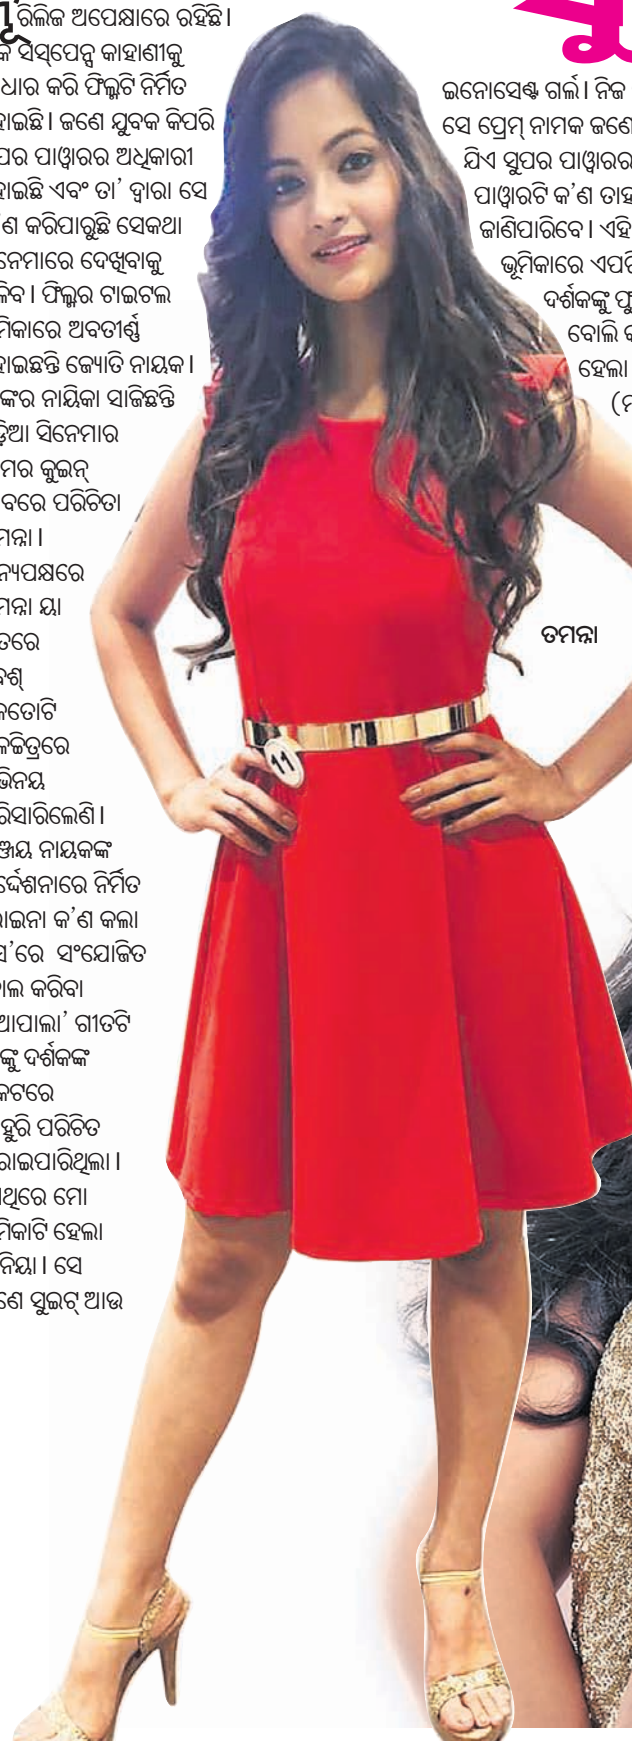 ରିଲିଜ ଅପେକ୍ଷାରେ ରହିଛି।
ସସ୍‌ପେନ୍ସ କାହାଣୀକୁ
ଧାର କରି ଫିଲ୍ମଟି ନିର୍ମିତ
ହୋଇଛି। ଜଣେ ଯୁବକ କିପରି
ପର ପାୱାରର ଅଧିକାରୀ
ହୋଇଛି ଏବଂ ତା’ ଦ୍ୱାରା ସେ
’ଣ କରିପାରୁଛି ସେକଥା
ନେମାରେ ଦେଖିବାକୁ
ଳିବ। ଫିଲ୍ମର ଟାଇଟଲ
ମିକାରେ ଅବତୀର୍ଣ୍ଣ
ହୋଇଛନ୍ତି ଜ୍ୟୋତି ନାୟକ।
ଙ୍କର ନାୟିକା ସାଜିଛନ୍ତି
ଡ଼ିଆ ସିନେମାର
ମର କୁଇନ୍
ବରେ ପରିଚିତା
ମନ୍ନା।
ନ୍ୟପକ୍ଷରେ
ମନ୍ନା ୟା
ତରେ
ବଶ୍
କତୋଟି
ଳଚ୍ଚିତ୍ରରେ
ଭିନୟ
ରିସାରିଲେଣି।
ଞ୍ଜୟ ନାୟକଙ୍କ
ର୍ଦ୍ଦେଶନାରେ ନିର୍ମିତ
ାଇନା କ’ଣ କଲା
ସ’ରେ ସଂଯୋଜିତ
ାଲ କରିବା
ଆପାଲା’ ଗୀତଟି
ଙ୍କୁ ଦର୍ଶକଙ୍କ
କଟରେ
ହୁରି ପରିଚିତ
ରାଇପାରିଥିଲା।
ଥିରେ ମୋ
ମିକାଟି ହେଲା
ନିୟା। ସେ
ଣେ ସୁଇଟ୍ ଆଉ
ଇନୋସେଣ୍ଟ ଗର୍ଲ। ନିଜ
ସେ ପ୍ରେମ୍ ନାମକ ଜଣେ
ଯିଏ ସୁପର ପାୱାରର
ପାୱାରଟି କ’ଣ ତାହ
ଜାଣିପାରିବେ। ଏହି
ଭୂମିକାରେ ଏପରି
ଦର୍ଶକଙ୍କୁ ଫୁ
ବୋଲି କ
ହେଲା
(ମ
ତମନ୍ନା
11